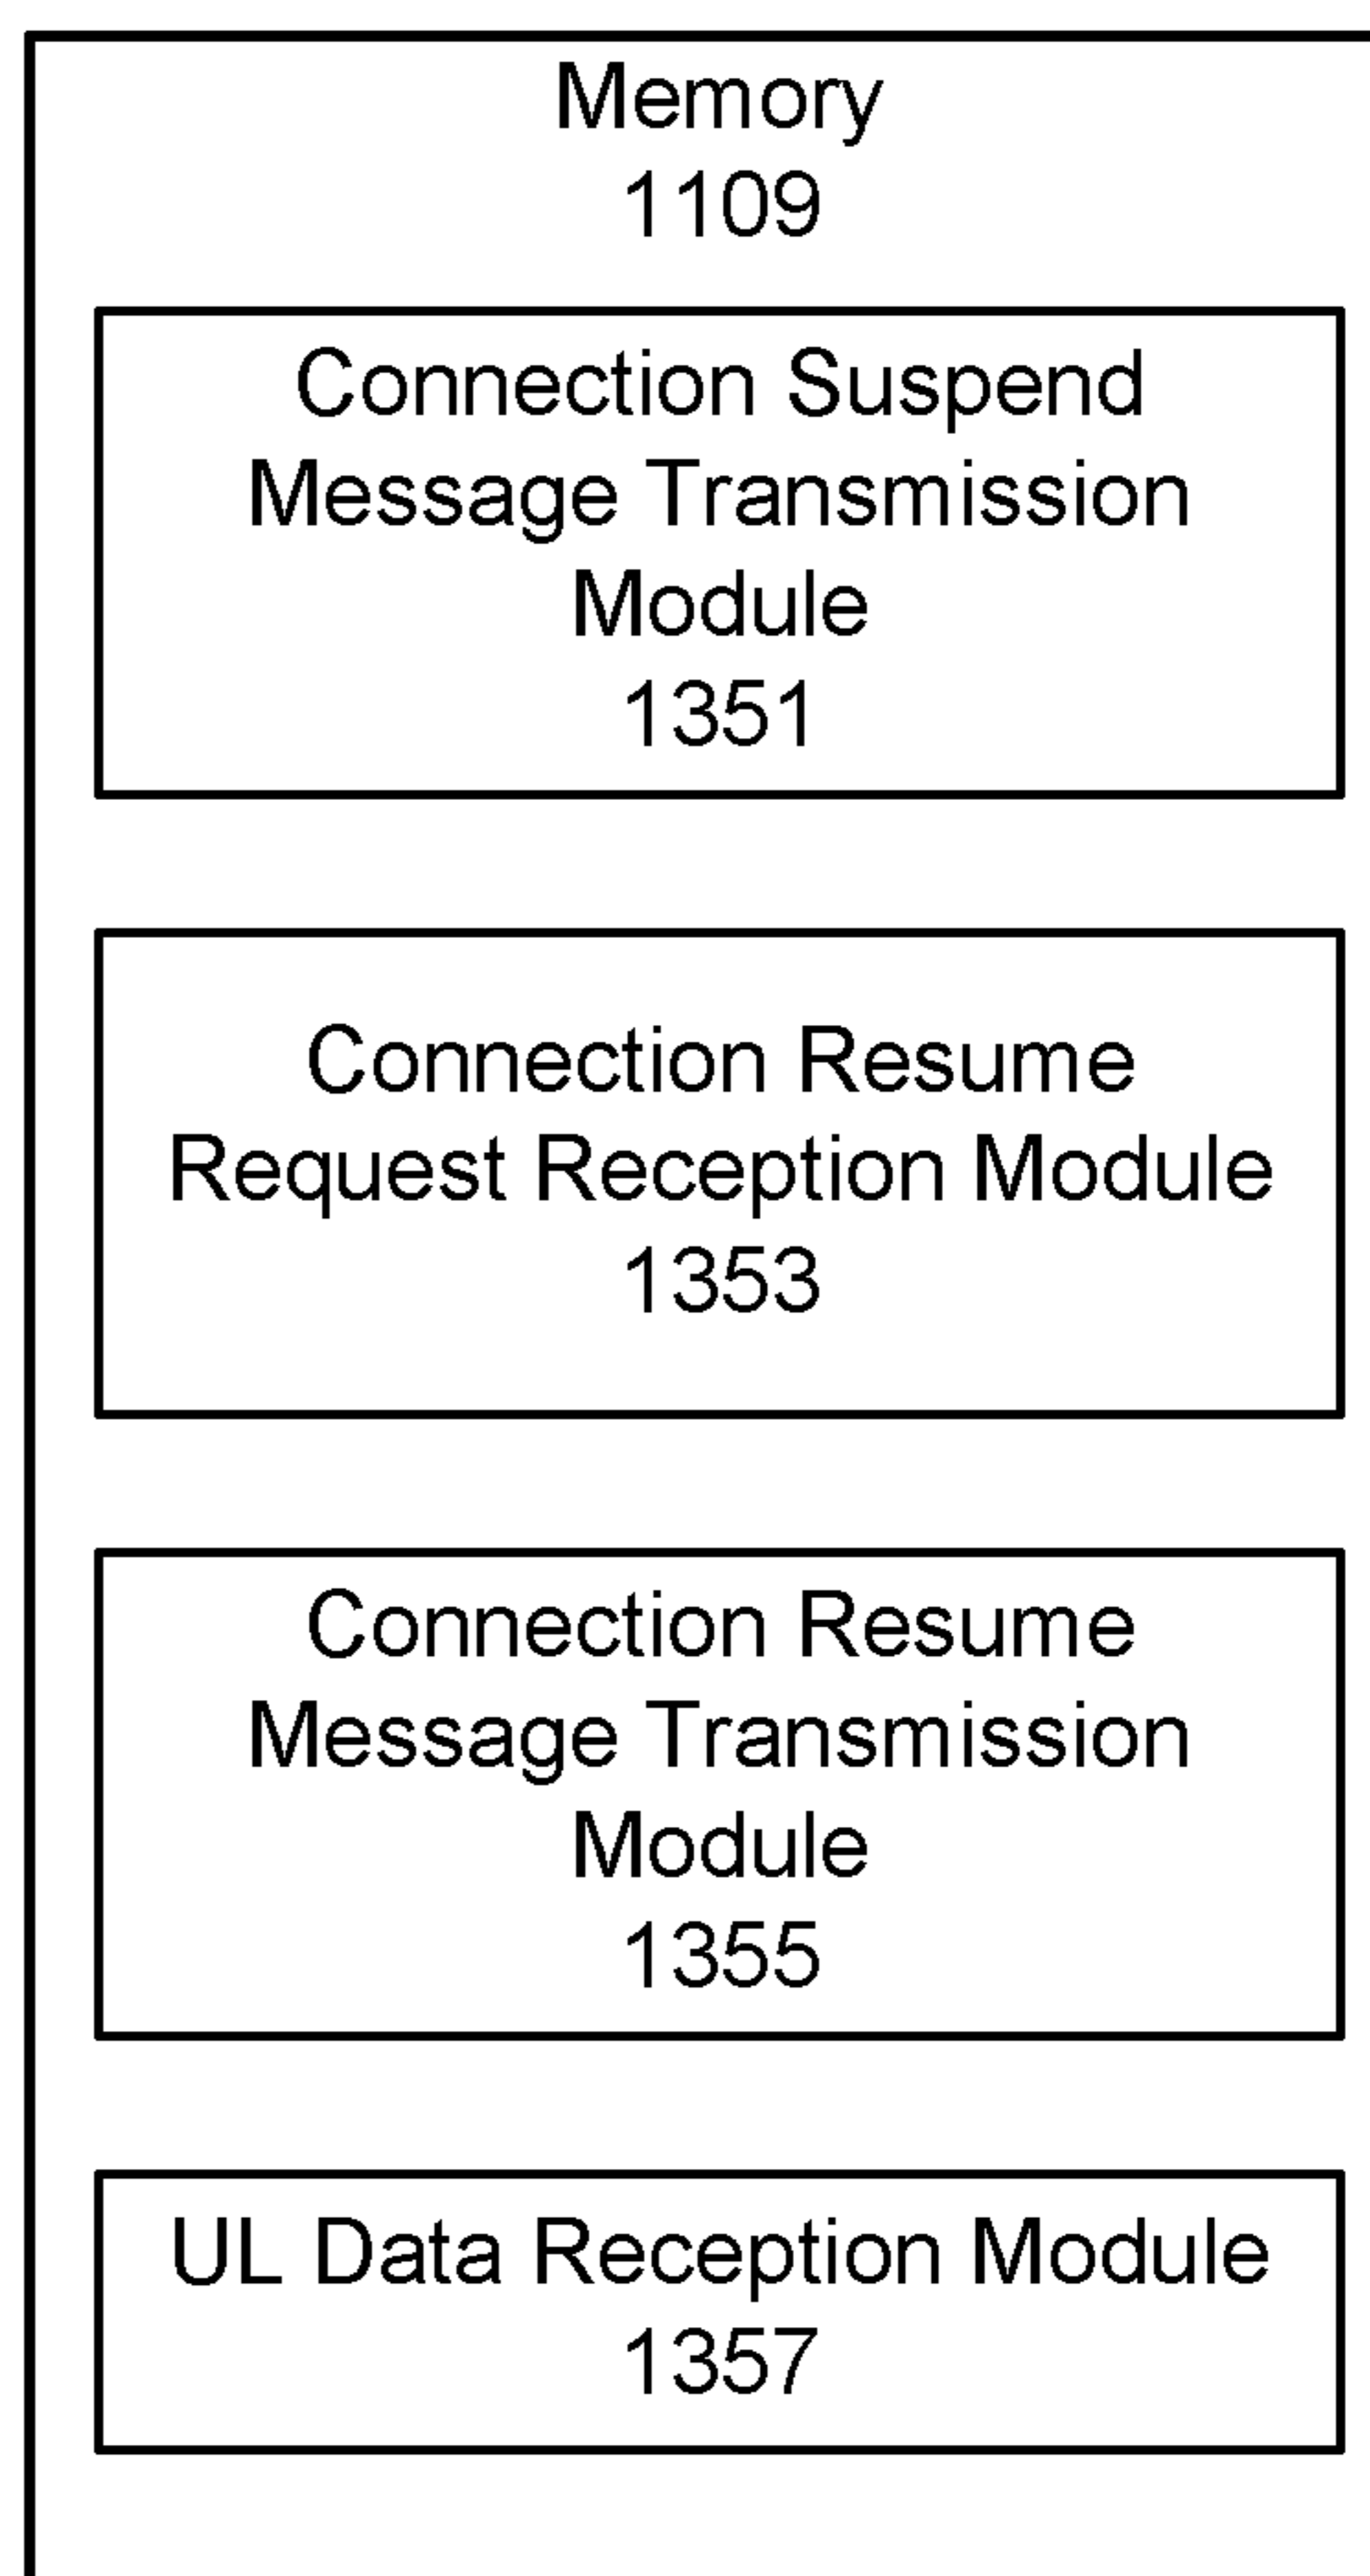 Memory
1109
Connection Suspend
Message Transmission
Module
1351
Connection Resume
Request Reception Module
1353
Connection Resume
Message Transmission
Module
1355
UL Data Reception Module
1357